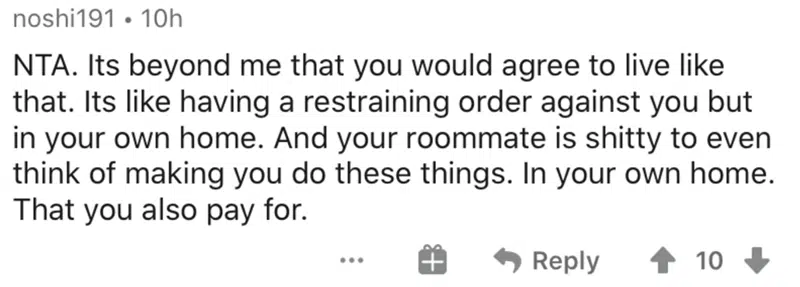 noshi191 • 10h
NTA. Its beyond me that you would agree to live like
that. Its like having a restraining order against you but
in your own home. And your roommate is shitty to even
think of making you do these things. In your own home.
That you also pay for.
... Reply 10